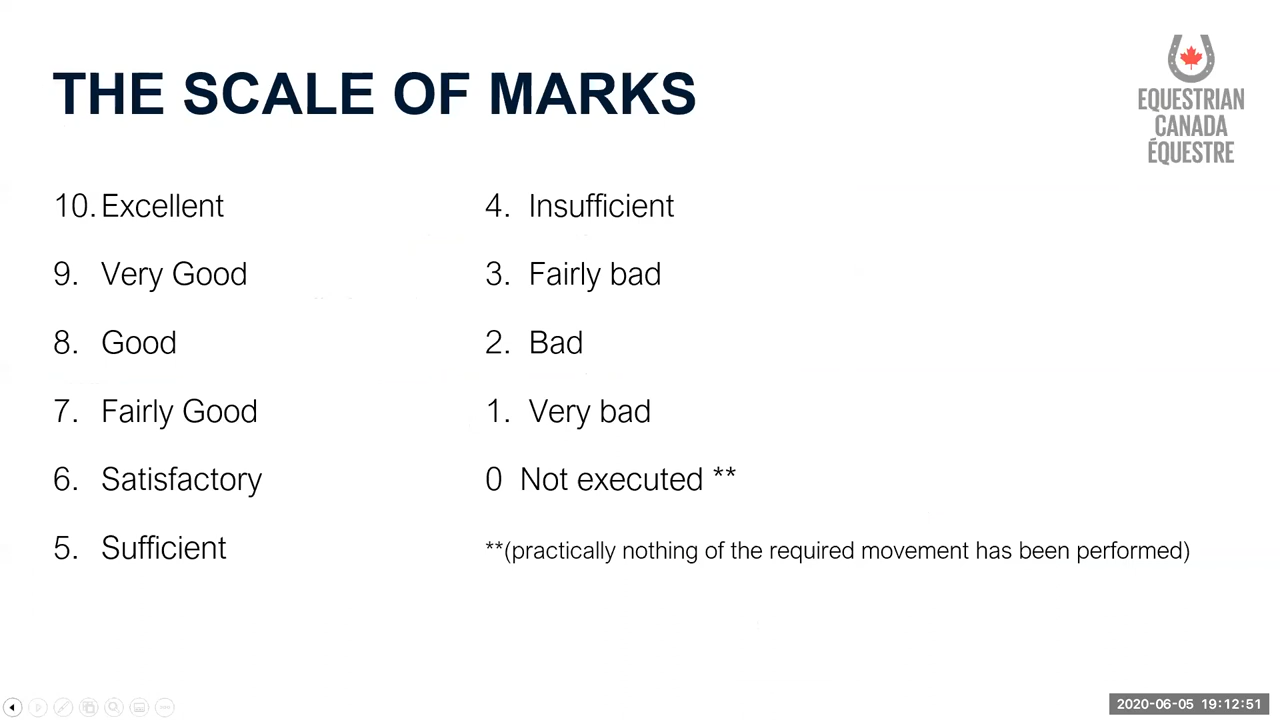 THE SCALE OF MARKS
EQUESTRIAN
CANADA
ÉQUESTRE
10. Excellent
9. Very Good
8. Good
7. Fairly Good
6. Satisfactory
5. Sufficient
4. Insufficient
3. Fairly bad
2. Bad
1. Very bad
0 Not executed **
**(practically nothing of the required movement has been performed)
2020-06-05 19:12:51